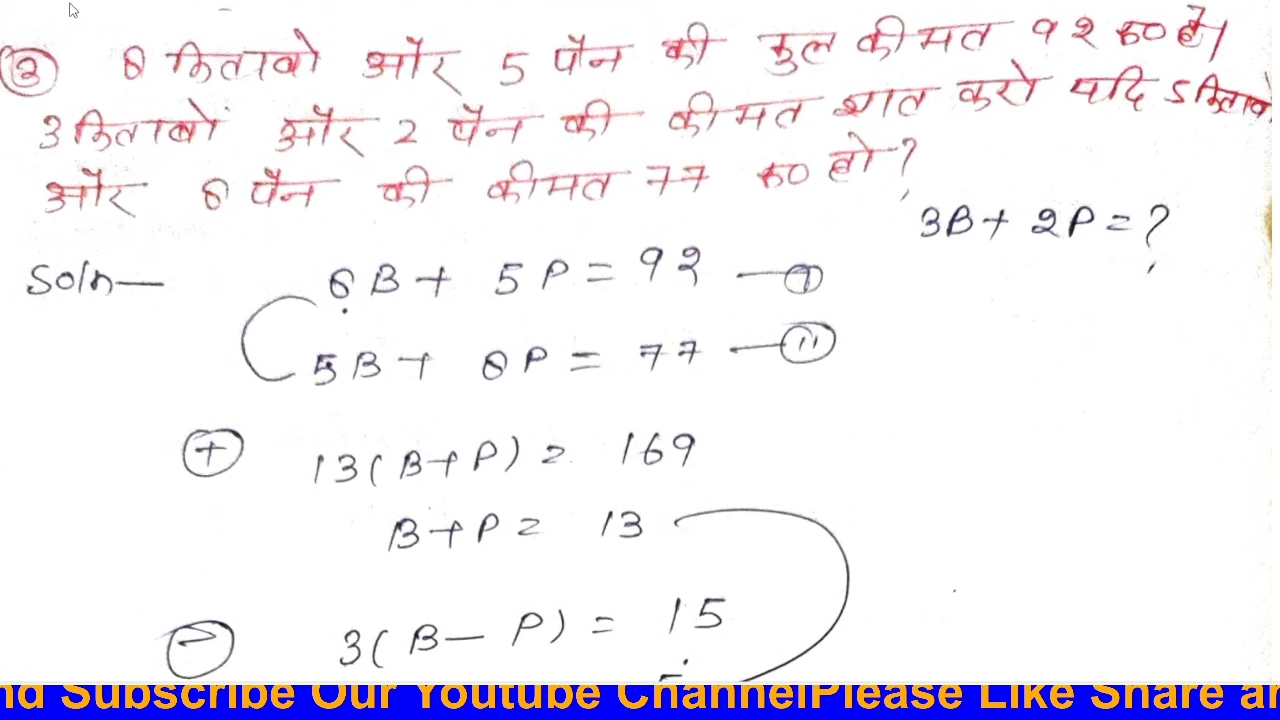 ③ 8 किताबो और 5 पैन की कुल कीमत 92 रु0 है।
3 किताबों और 2 पैन की कीमत ज्ञात करो यदि 5 किताबो
और 8 पैन की कीमत 77 रु0 हो?
3B+ 2P=?
Soln—
8B+ 5P= 92 —(I)
5B+ 8P= 77 —(II)
(+) 13(B+P)= 169
B+P= 13
(-) 3(B- P)= 15
nd Subscribe Our Youtube ChannelPlease Like Share an